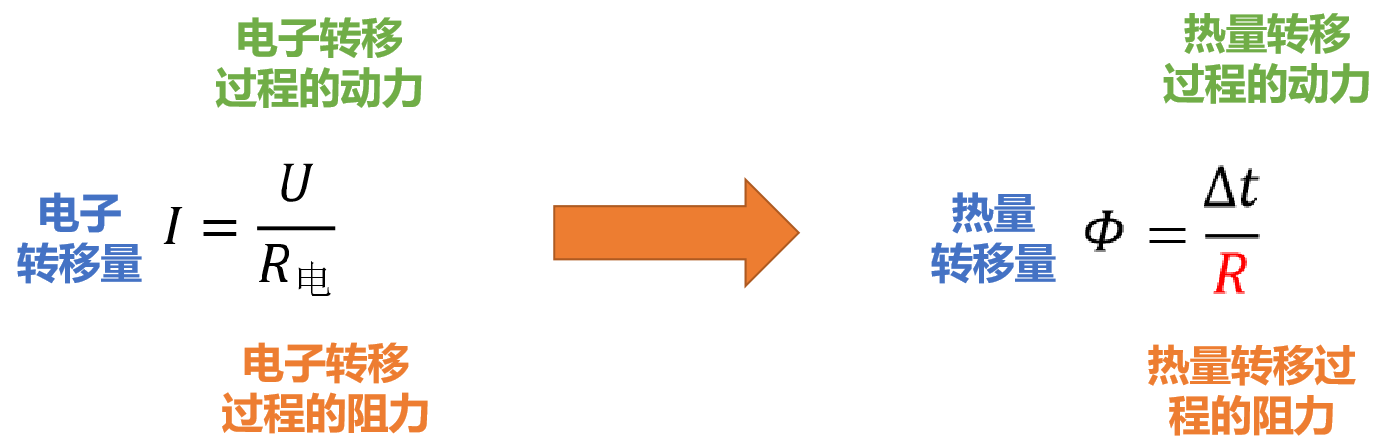 电子转移
过程的动力
热量转移
过程的动力
电子
转移量
I = U / R电
热量
转移量
Φ = Δt / R
电子转移
过程的阻力
热量转移过
程的阻力